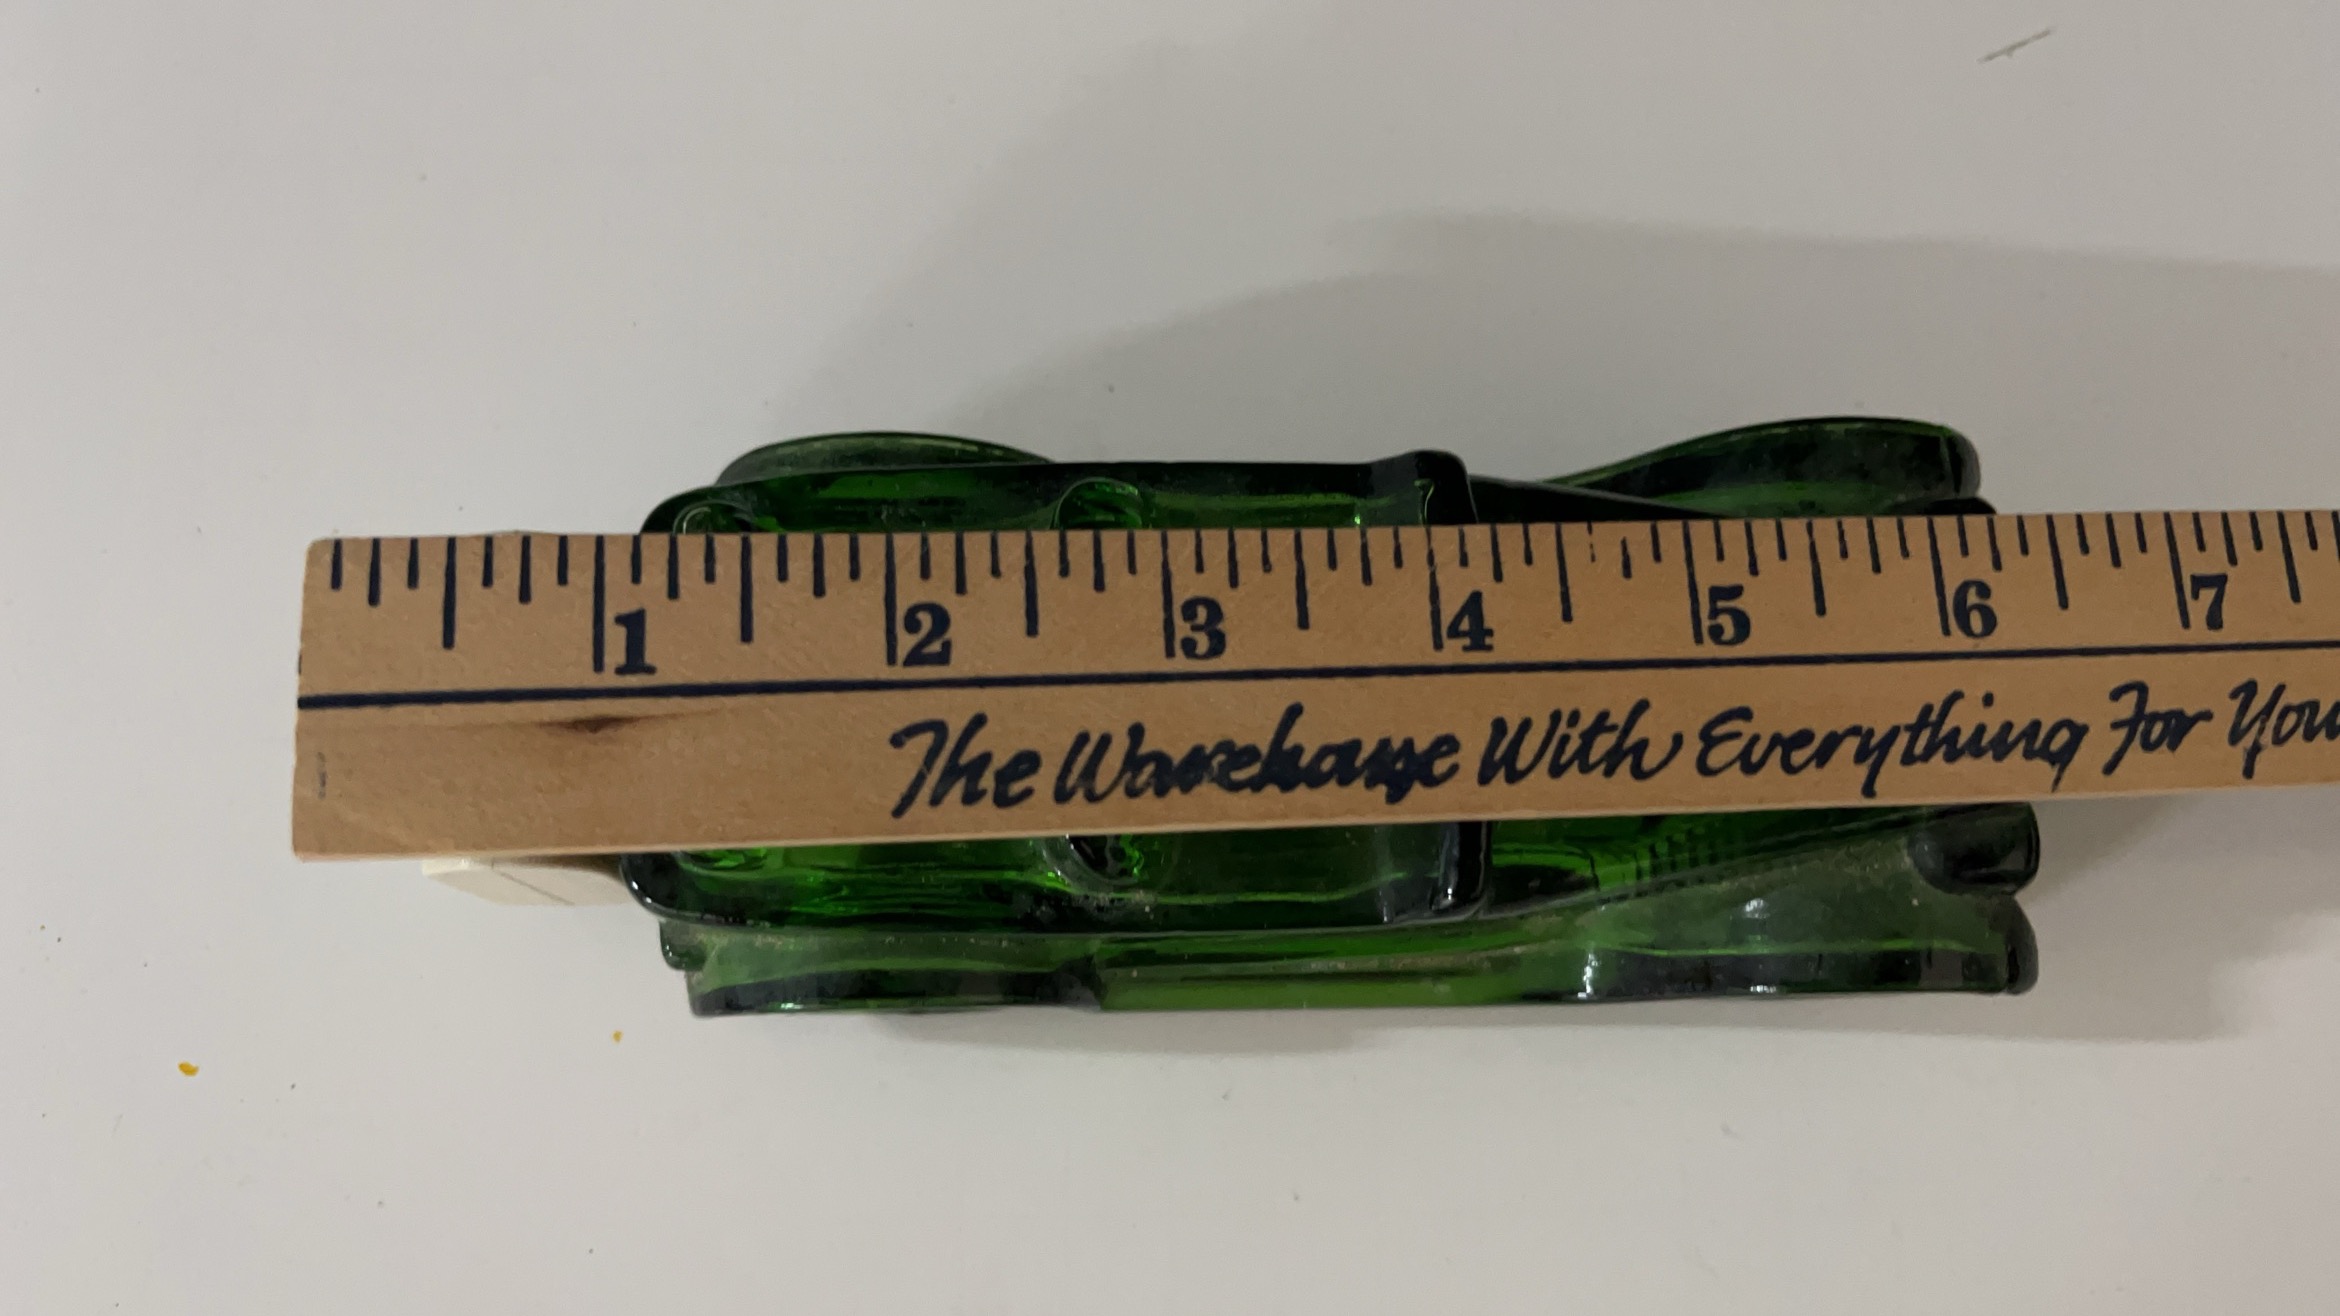 1 2 3 4 5 6 7
The Warehouse With Everything For You